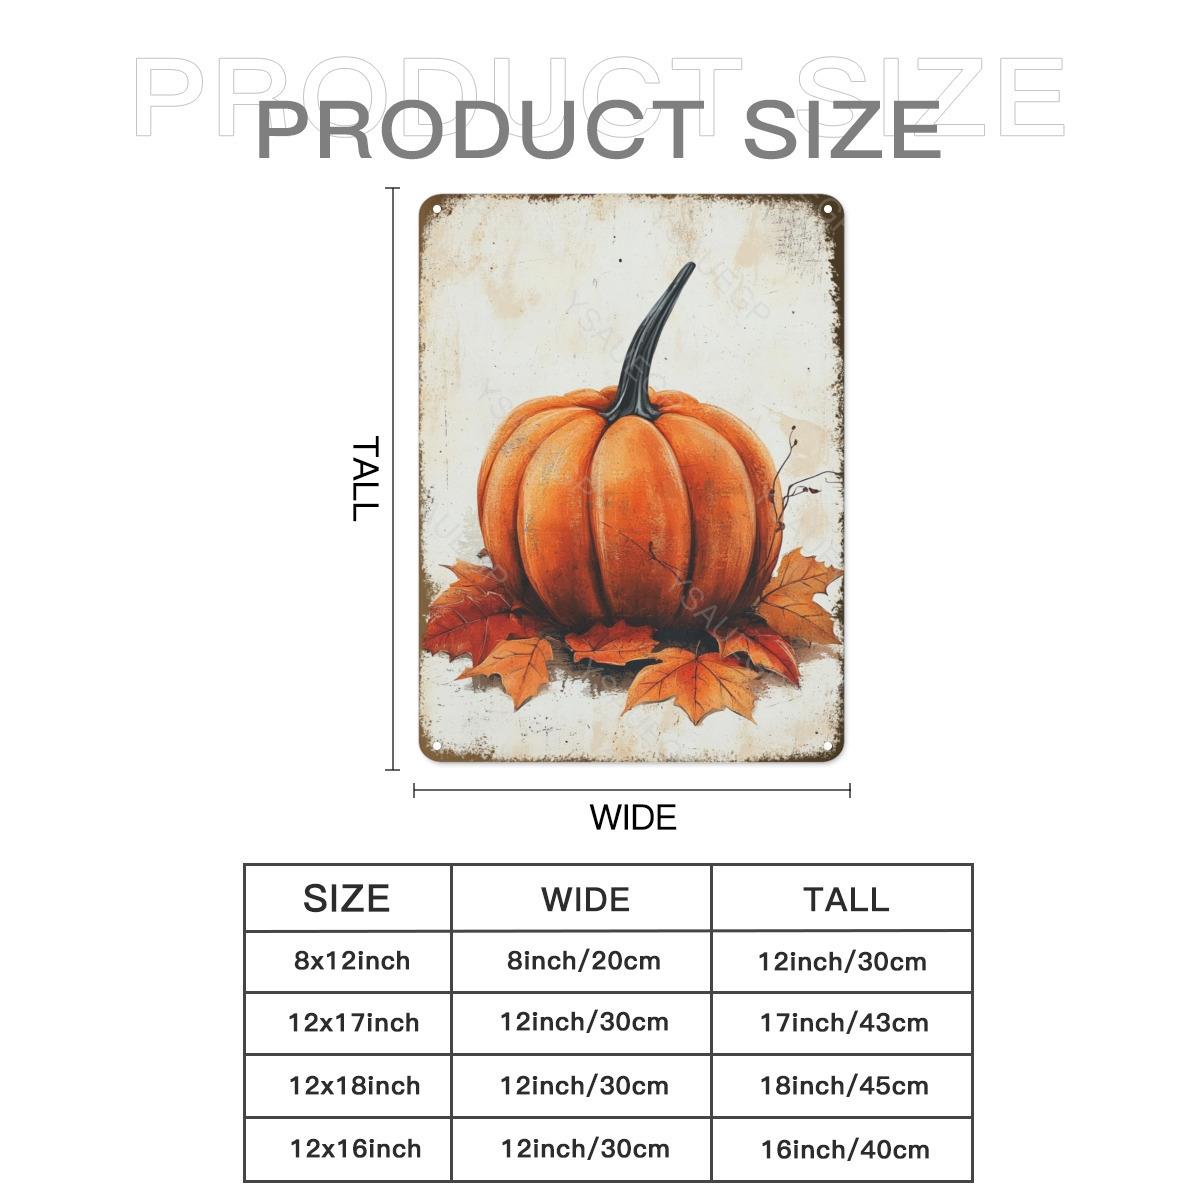 PRODUCT SIZE
PRODUCT SIZE
TALL
YSAUEGP
WIDE
SIZE WIDE TALL
8x12inch 8inch/20cm 12inch/30cm
12x17inch 12inch/30cm 17inch/43cm
12x18inch 12inch/30cm 18inch/45cm
12x16inch 12inch/30cm 16inch/40cm